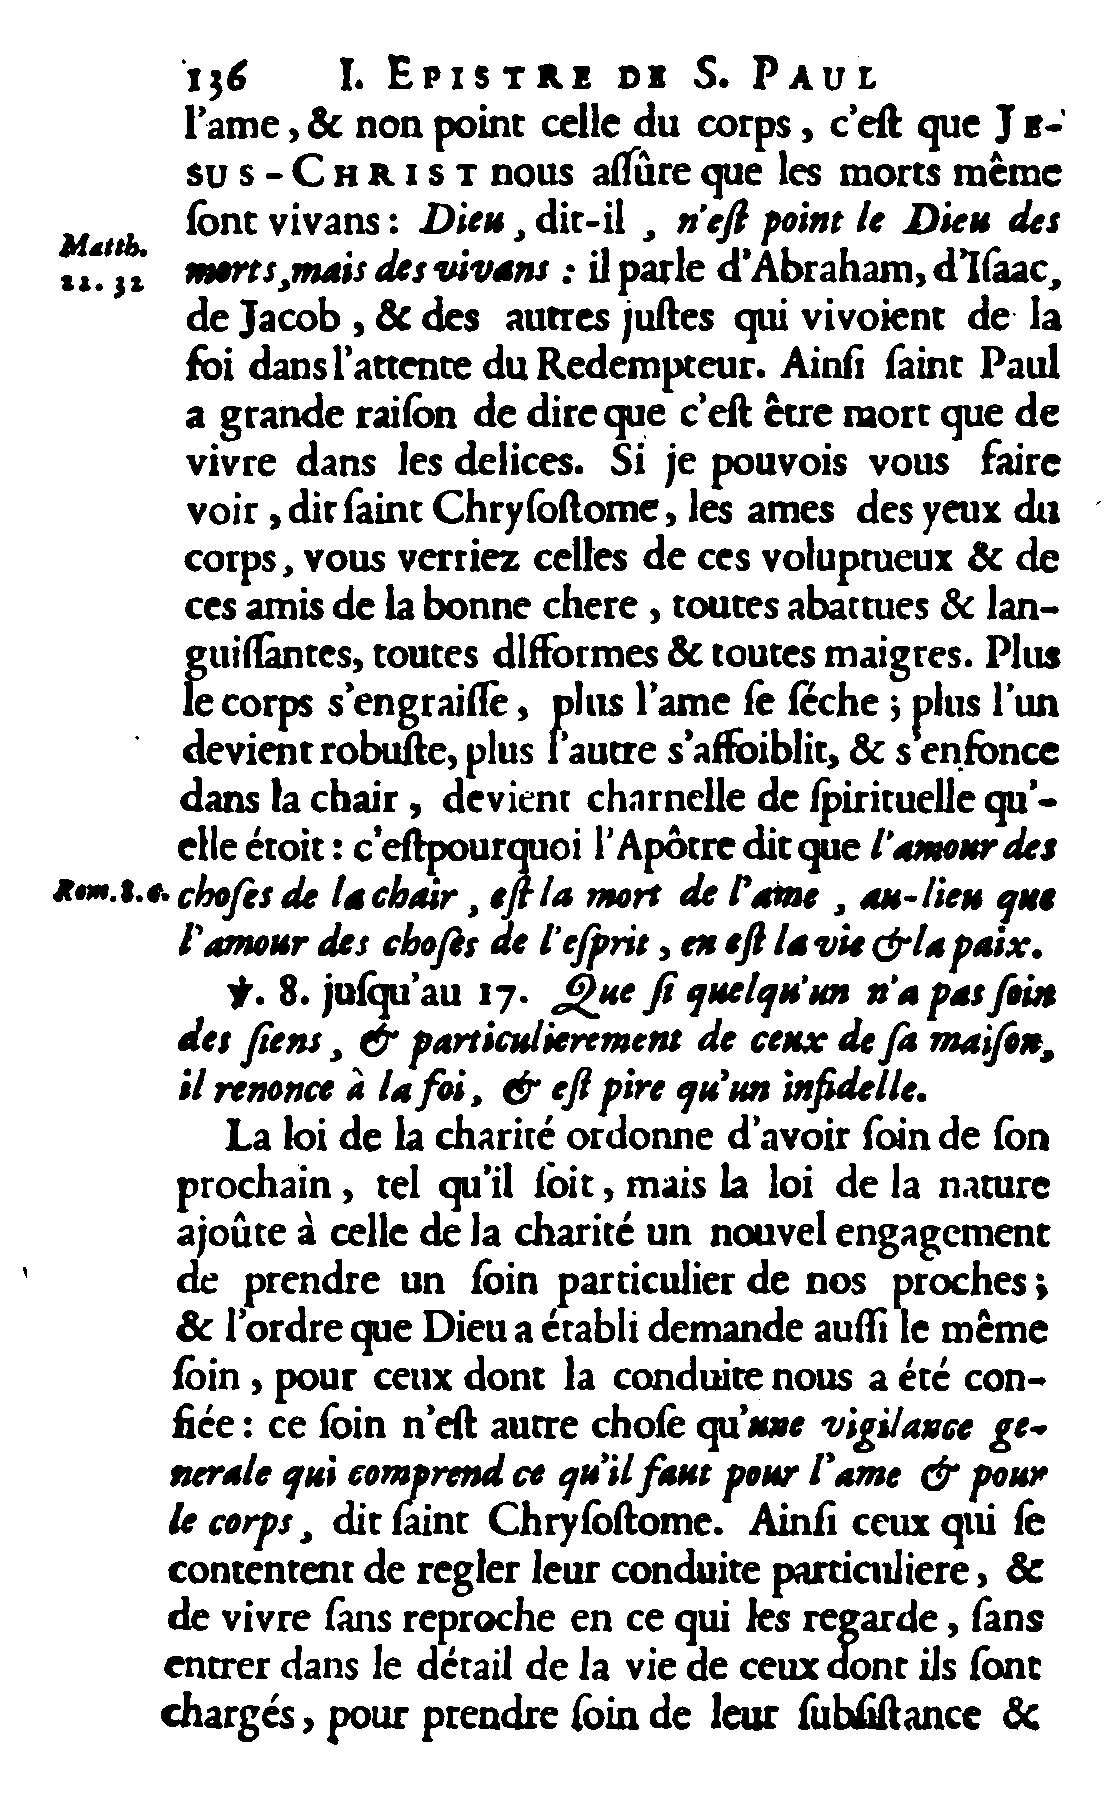 136 I. EPISTRE DE S. PAUL
l'ame, & non point celle du corps, c'eſt que JE-
SUS-CHRIST nous aſſûre que les morts même
ſont vivans : Dieu, dit-il, n'eſt point le Dieu des
Matth. 22. 32
morts, mais des vivans : il parle d'Abraham, d'Iſaac,
de Jacob, & des autres juſtes qui vivoient de la
foi dans l'attente du Redempteur. Ainſi ſaint Paul
a grande raiſon de dire que c'eſt être mort que de
vivre dans les delices. Si je pouvois vous faire
voir, dit ſaint Chryſoſtome, les ames des yeux du
corps, vous verriez celles de ces voluptueux & de
ces amis de la bonne chere, toutes abattues & lan-
guiſſantes, toutes dIfformes & toutes maigres. Plus
le corps s'engraiſſe, plus l'ame ſe ſéche ; plus l'un
devient robuſte, plus l'autre s'affoiblit, & s'enfonce
dans la chair, devient charnelle de ſpirituelle qu'-
elle étoit : c'eſtpourquoi l'Apôtre dit que l'amour des
Rom. 8. 6. choſes de la chair, eſt la mort de l'ame, au-lieu que
l'amour des choſes de l'eſprit, en eſt la vie & la paix.
℣. 8. juſqu'au 17. Que ſi quelqu'un n'a pas ſoin
des ſiens, & particulierement de ceux de ſa maiſon,
il renonce à la foi, & eſt pire qu'un infidelle.
La loi de la charité ordonne d'avoir ſoin de ſon
prochain, tel qu'il ſoit, mais la loi de la nature
ajoûte à celle de la charité un nouvel engagement
de prendre un ſoin particulier de nos proches ;
& l'ordre que Dieu a établi demande auſſi le même
ſoin, pour ceux dont la conduite nous a été con-
fiée : ce ſoin n'eſt autre choſe qu'une vigilance ge-
nerale qui comprend ce qu'il faut pour l'ame & pour
le corps, dit ſaint Chryſoſtome. Ainſi ceux qui ſe
contentent de regler leur conduite particuliere, &
de vivre ſans reproche en ce qui les regarde, ſans
entrer dans le détail de la vie de ceux dont ils ſont
chargés, pour prendre ſoin de leur ſubſiſtance &